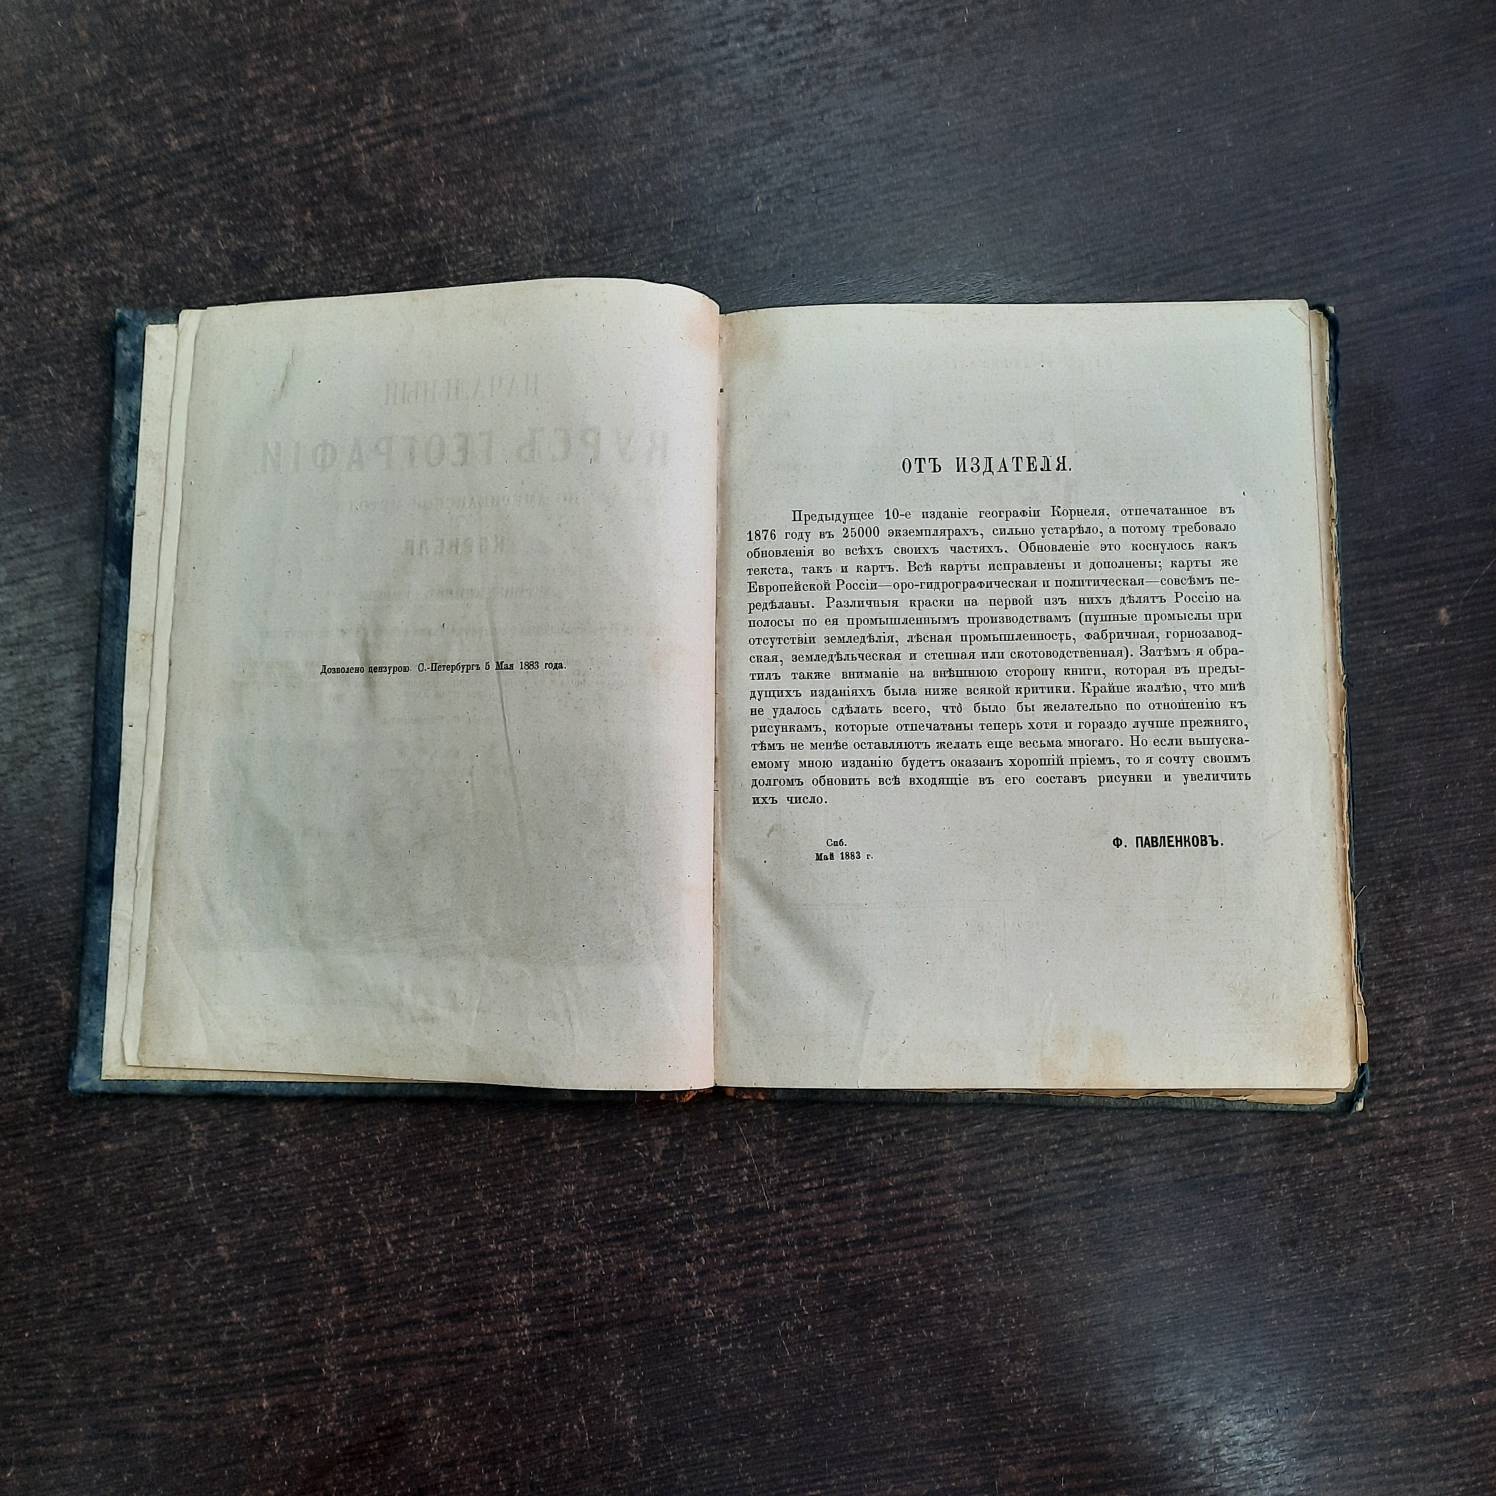 Дозволено цензурою. С.-Петербургъ 5 Мая 1883 года.
ОТЪ ИЗДАТЕЛЯ.
Предыдущее 10-е изданіе географіи Корнеля, отпечатанное въ
1876 году въ 25000 экземплярахъ, сильно устарѣло, а потому требовало
обновленія во всѣхъ своихъ частяхъ. Обновленіе это коснулось какъ
текста, такъ и картъ. Всѣ карты исправлены и дополнены; карты же
Европейской Россіи—оро-гидрографическая и политическая—совсѣмъ пе-
редѣланы. Различныя краски на первой изъ нихъ дѣлятъ Россію на
полосы по ея промышленнымъ производствамъ (пушные промыслы при
отсутствіи земледѣлія, лѣсная промышленность, фабричная, горнозавод-
ская, земледѣльческая и степная или скотоводственная). Затѣмъ я обра-
тилъ также вниманіе на внѣшнюю сторону книги, которая въ преды-
дущихъ изданіяхъ была ниже всякой критики. Крайне жалѣю, что мнѣ
не удалось сдѣлать всего, что было бы желательно по отношенію къ
рисункамъ, которые отпечатаны теперь хотя и гораздо лучше прежняго,
тѣмъ не менѣе оставляютъ желать еще весьма многаго. Но если выпуска-
емому мною изданію будетъ оказанъ хорошій пріемъ, то я сочту своимъ
долгомъ обновить всѣ входящіе въ его составъ рисунки и увеличить
ихъ число.
Спб.
Май 1883 г.
Ф. ПАВЛЕНКОВЪ.